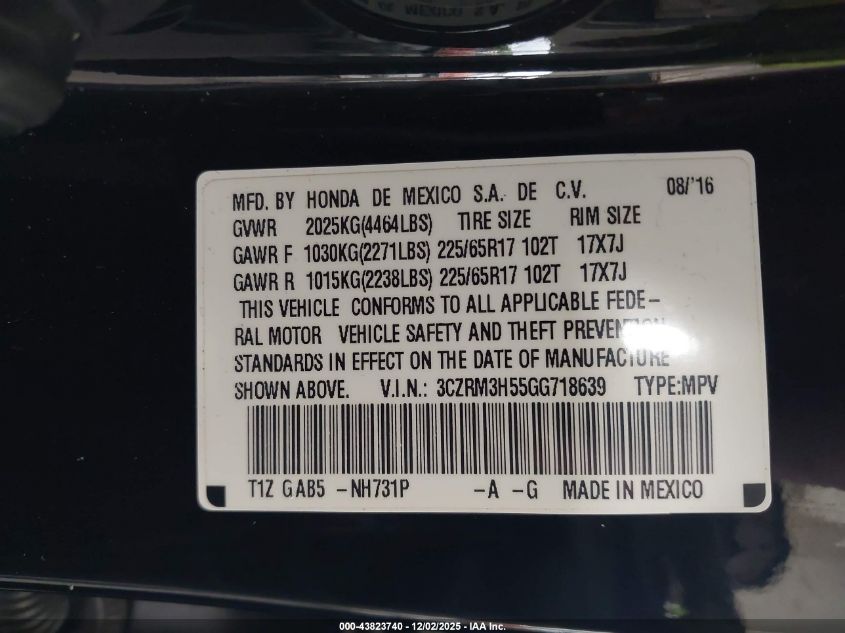 MEXICO S.A. DE
MFD. BY HONDA DE MEXICO S.A. DE C.V. 08/'16
GVWR 2025KG(4464LBS) TIRE SIZE RIM SIZE
GAWR F 1030KG(2271LBS) 225/65R17 102T 17X7J
GAWR R 1015KG(2238LBS) 225/65R17 102T 17X7J
THIS VEHICLE CONFORMS TO ALL APPLICABLE FEDE-
RAL MOTOR VEHICLE SAFETY AND THEFT PREVENTION
STANDARDS IN EFFECT ON THE DATE OF MANUFACTURE
SHOWN ABOVE. V.I.N.: 3CZRM3H55GG718639 TYPE:MPV
T1Z GAB5 -NH731P -A -G MADE IN MEXICO
000-43823740 - 12/02/2025 - IAA Inc.